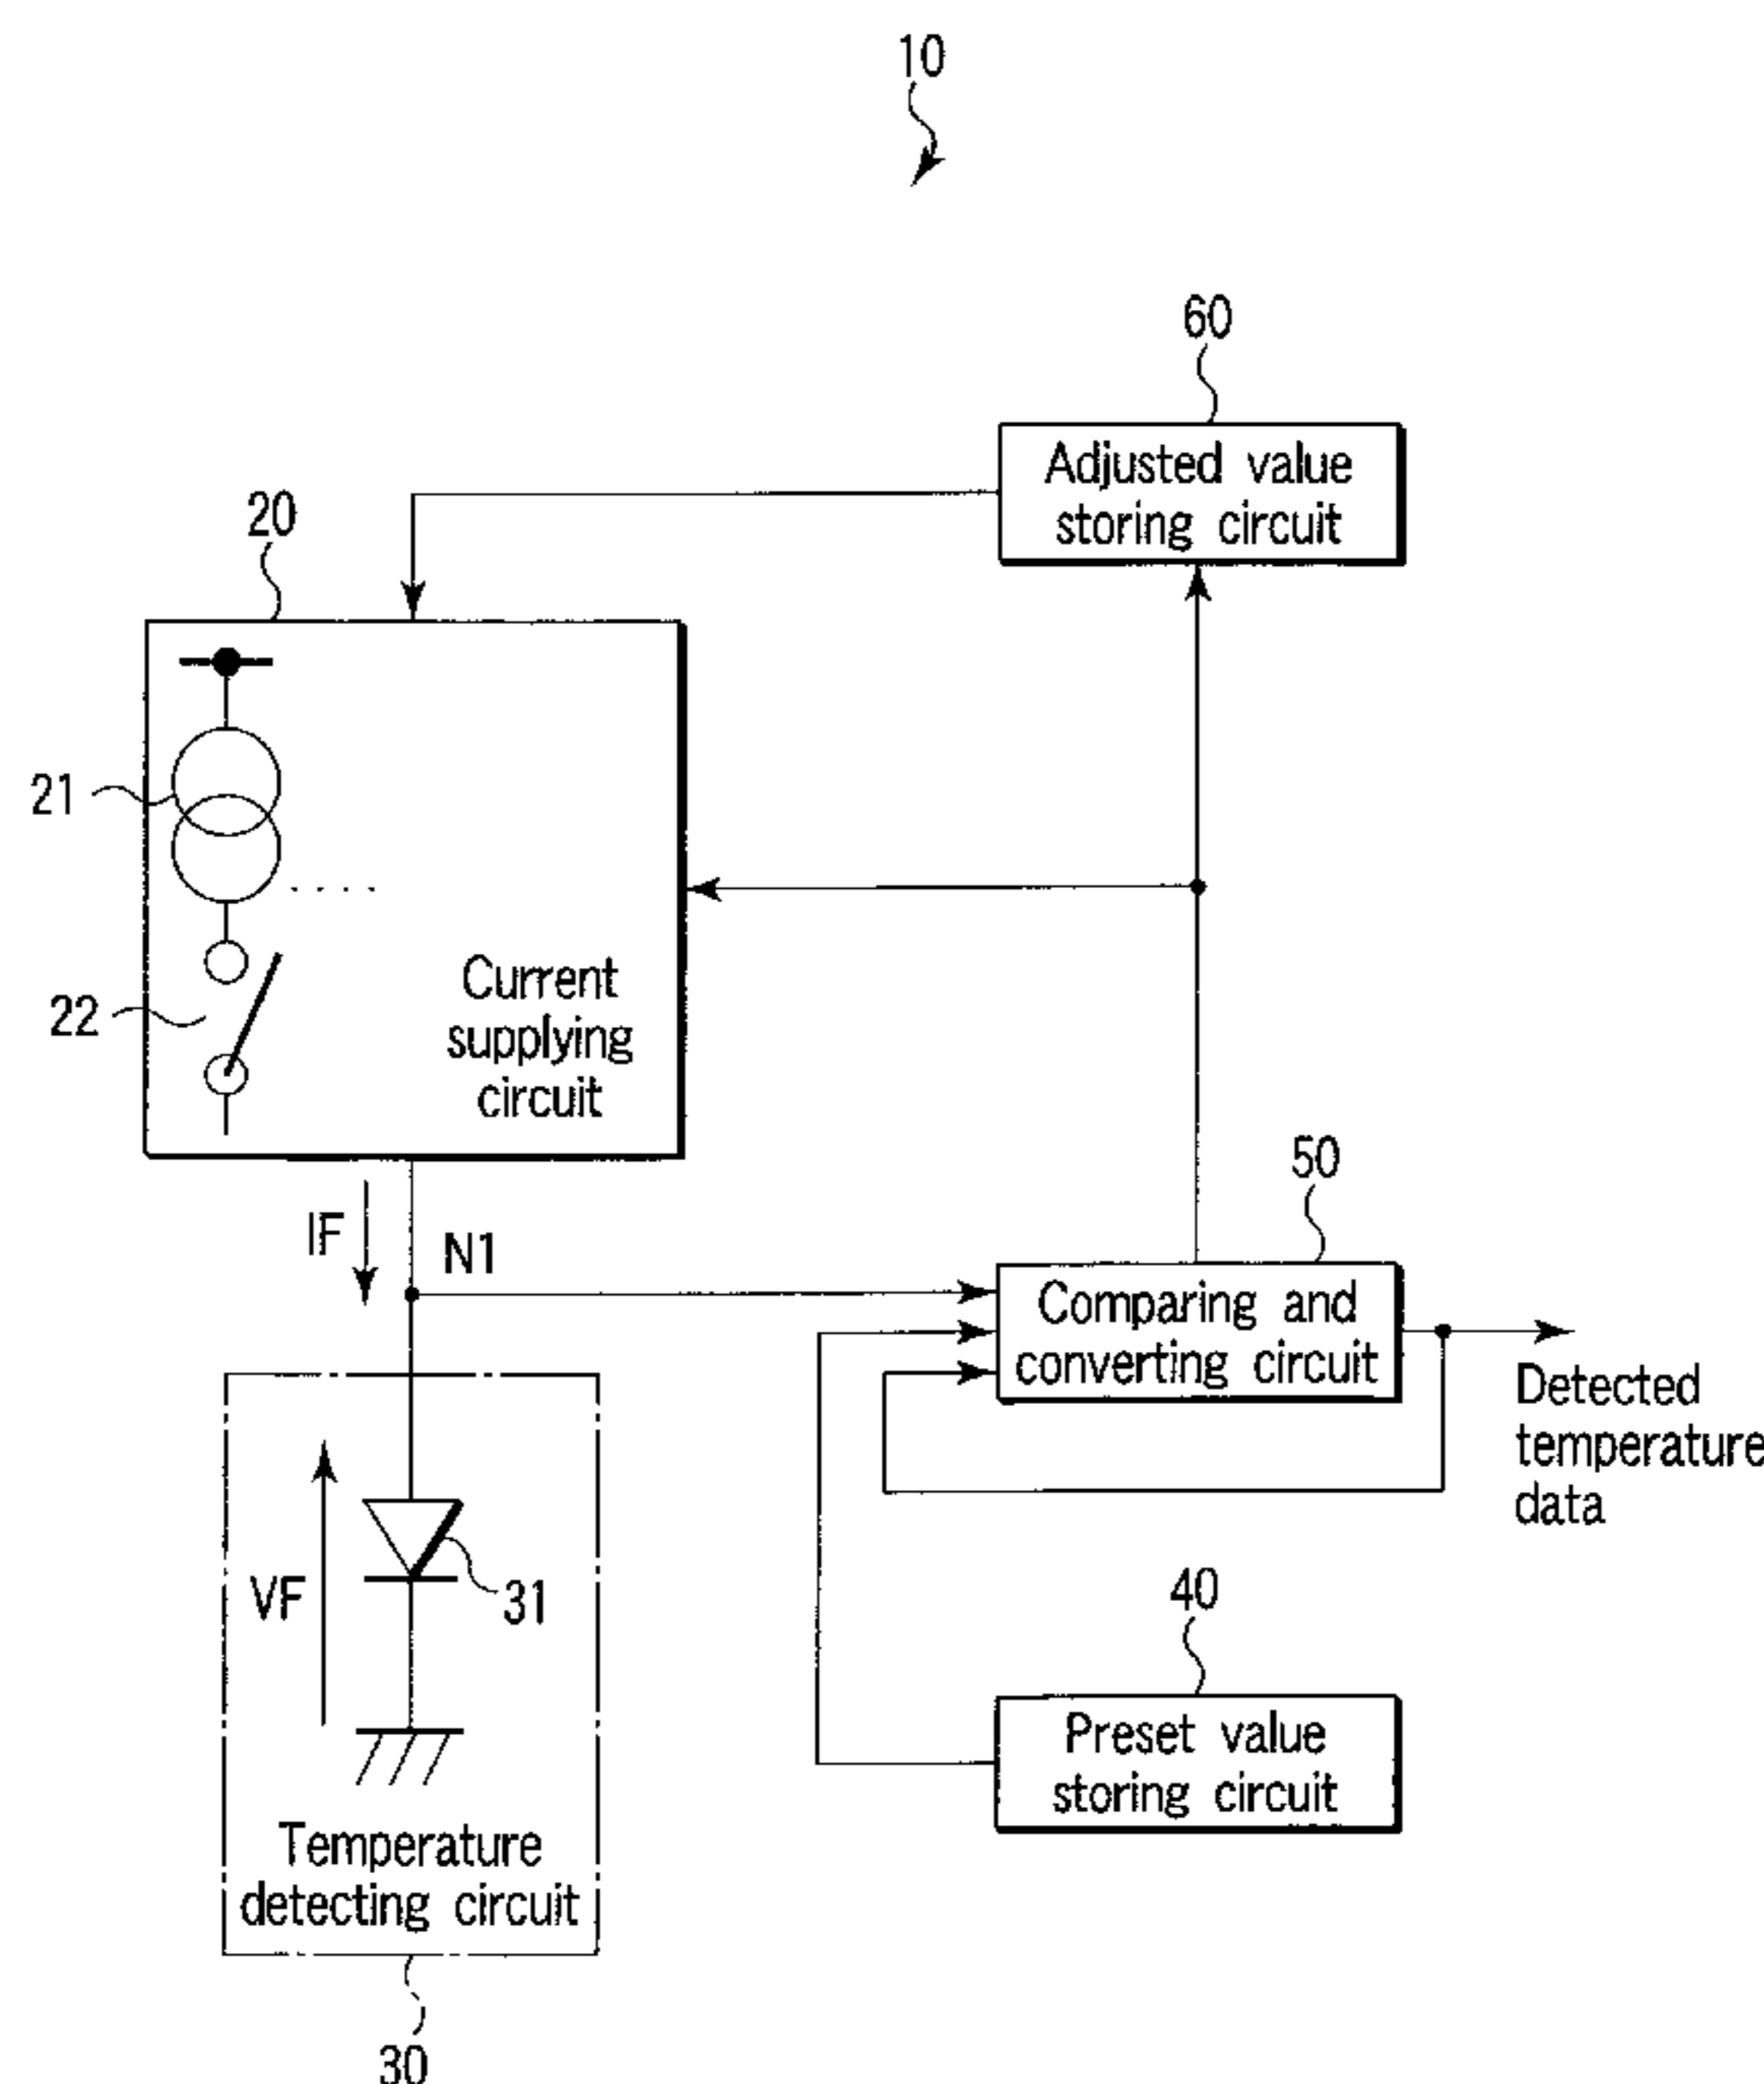 10
60
Adjusted value
storing circuit
20
21
22
Current
supplying
circuit
IF
N1
50
Comparing and
converting circuit
Detected
temperature
data
VF
31
40
Preset value
storing circuit
Temperature
detecting circuit
30